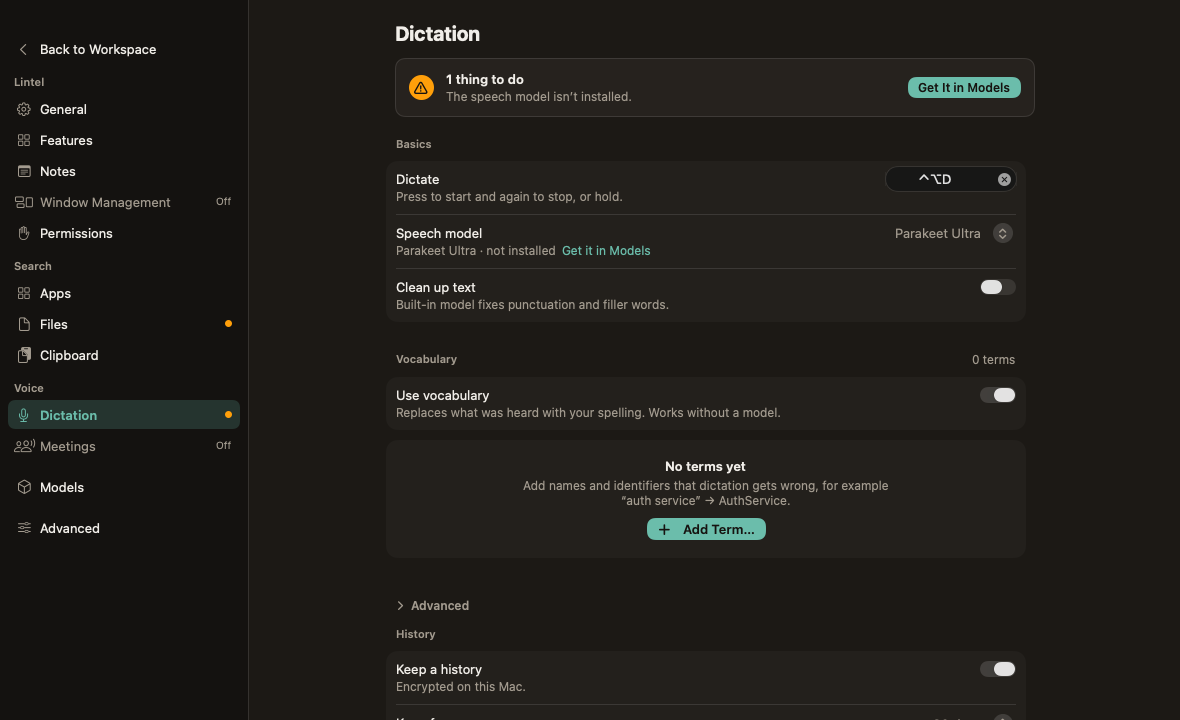 Back to Workspace
Lintel
General
Features
Notes
Window Management Off
Permissions
Search
Apps
Files
Clipboard
Voice
Dictation
Meetings Off
Models
Advanced
Dictation
1 thing to do
The speech model isn’t installed.
Get It in Models
Basics
Dictate
Press to start and again to stop, or hold.
⌃⌥D
Speech model
Parakeet Ultra · not installed Get it in Models
Parakeet Ultra
Clean up text
Built-in model fixes punctuation and filler words.
Vocabulary 0 terms
Use vocabulary
Replaces what was heard with your spelling. Works without a model.
No terms yet
Add names and identifiers that dictation gets wrong, for example
“auth service” → AuthService.
+ Add Term...
Advanced
History
Keep a history
Encrypted on this Mac.